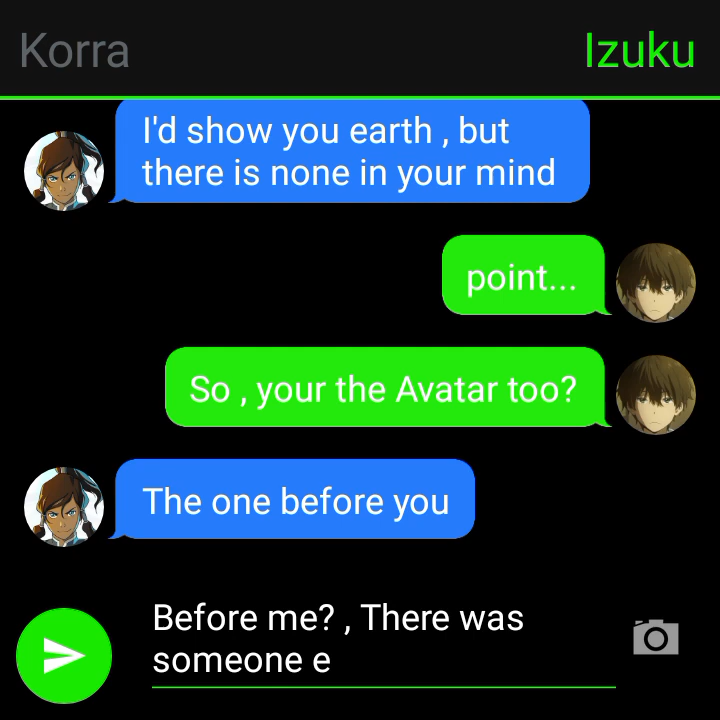 Korra
Izuku
I'd show you earth , but
there is none in your mind
point...
So , your the Avatar too?
The one before you
Before me? , There was
someone e